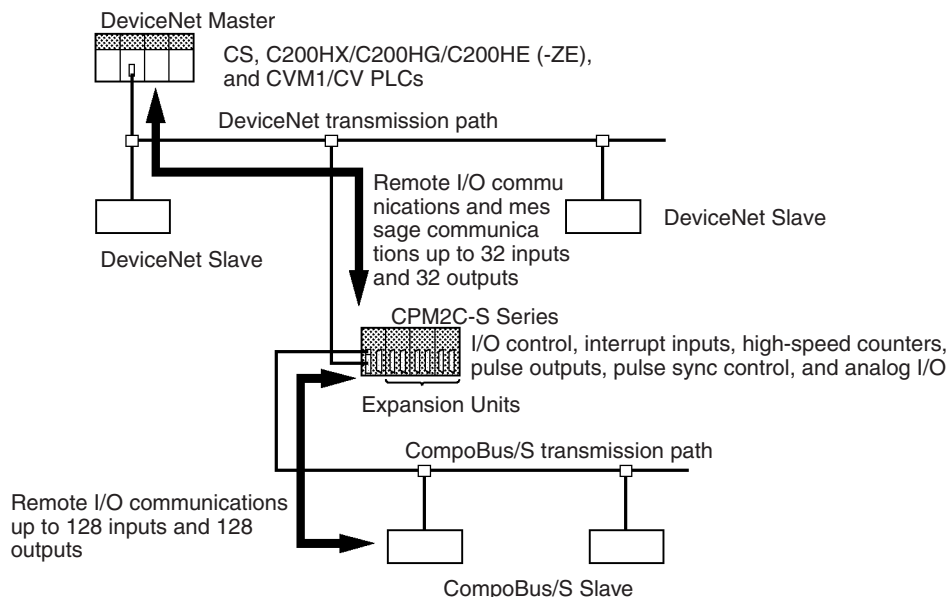 DeviceNet Master
CS, C200HX/C200HG/C200HE (-ZE),
and CVM1/CV PLCs
DeviceNet transmission path
Remote I/O commu
nications and mes
sage communica
tions up to 32 inputs
and 32 outputs
DeviceNet Slave
DeviceNet Slave
CPM2C-S Series
I/O control, interrupt inputs, high-speed counters,
pulse outputs, pulse sync control, and analog I/O
Expansion Units
CompoBus/S transmission path
Remote I/O communications
up to 128 inputs and 128
outputs
CompoBus/S Slave